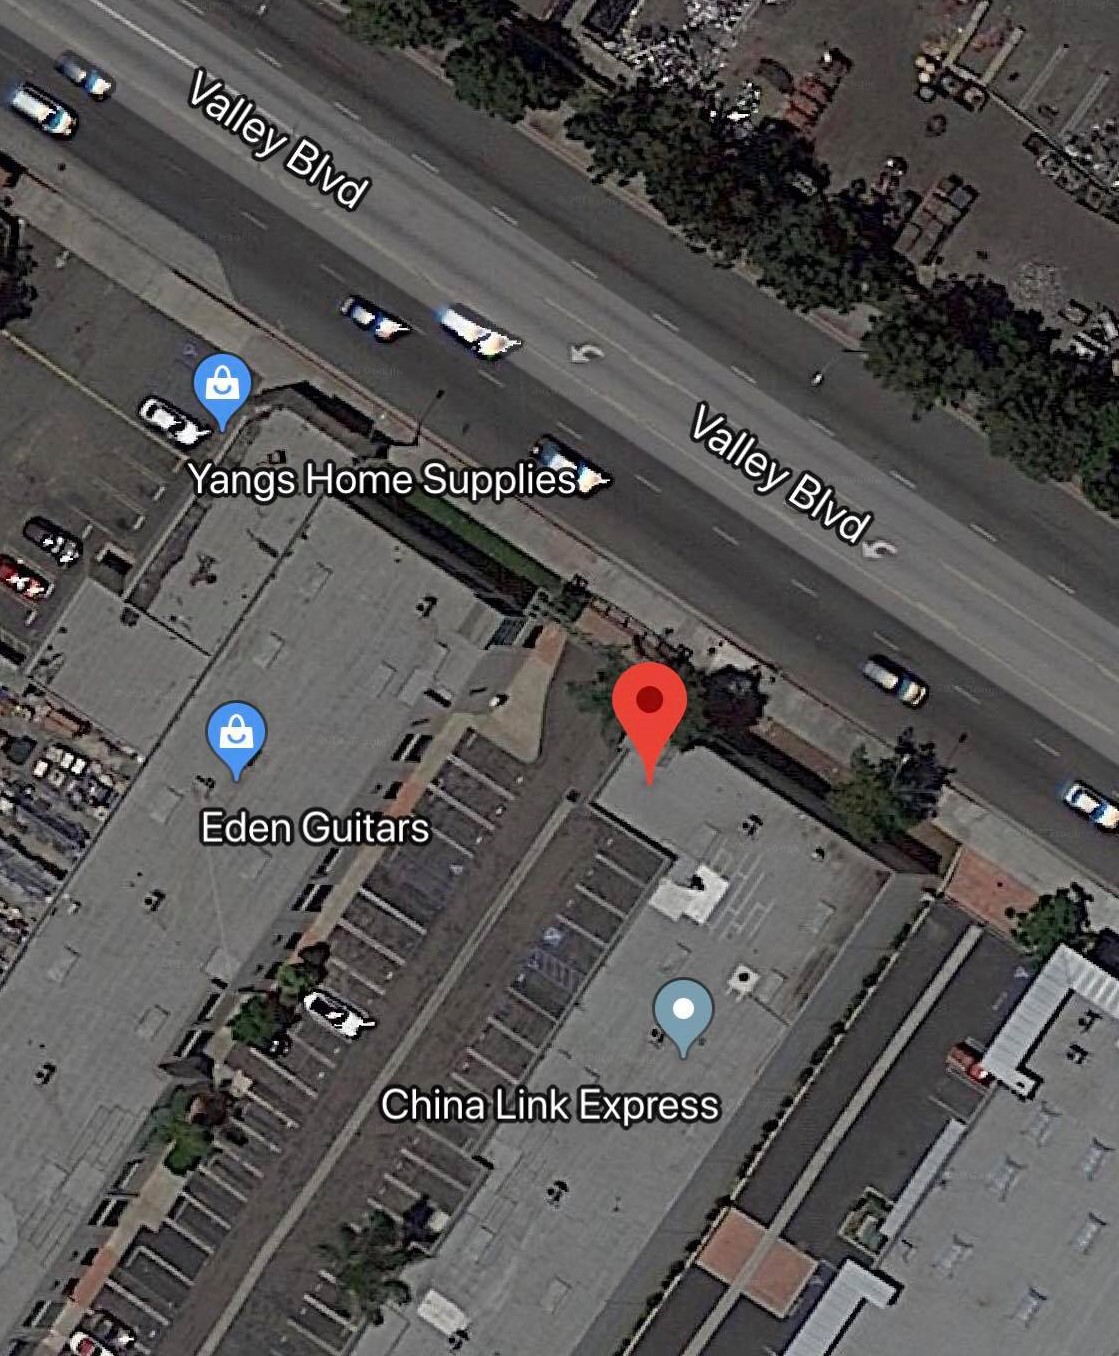 Valley Blvd
Valley Blvd
Yangs Home Supplies
Eden Guitars
China Link Express